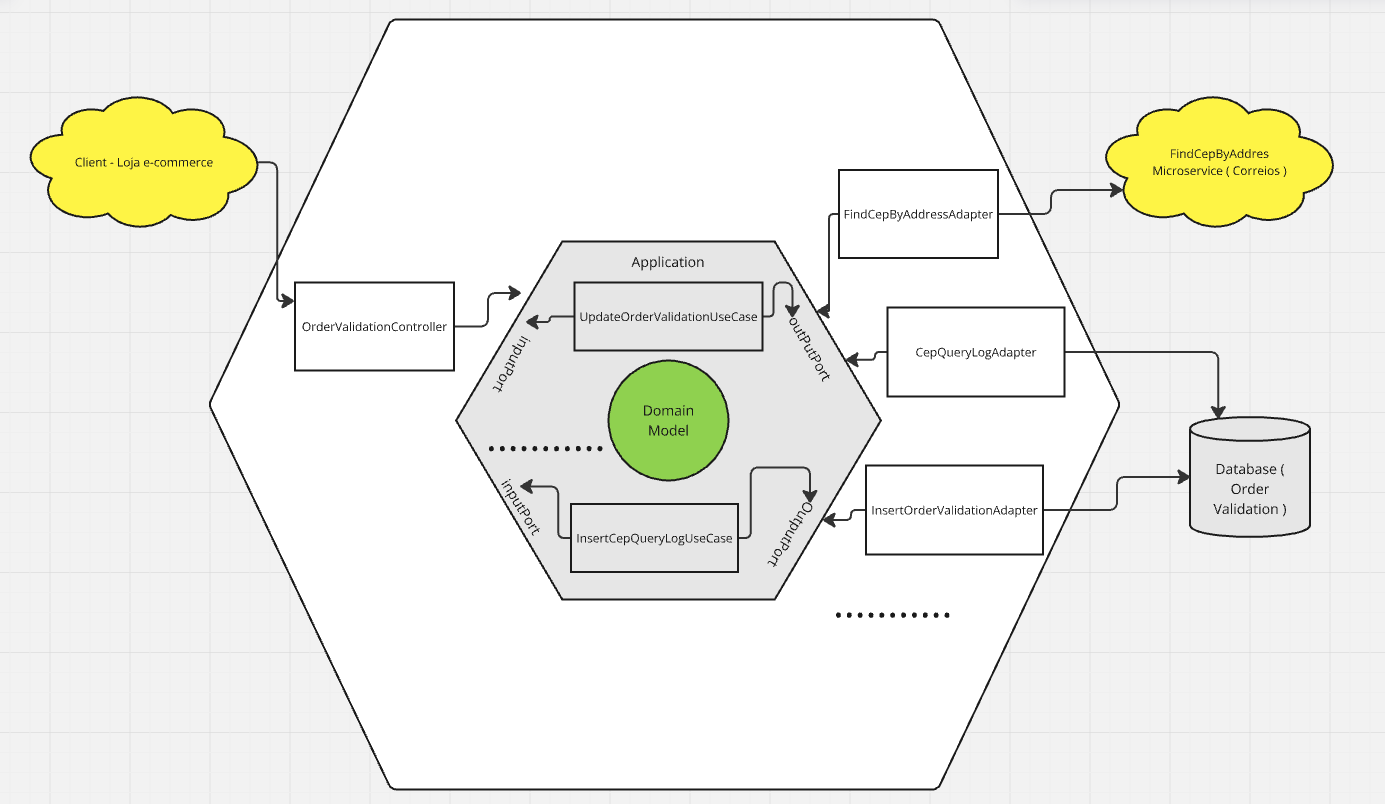 Client - Loja e-commerce
FindCepByAddres
Microservice ( Correios )
FindCepByAddressAdapter
Application
OrderValidationController
UpdateOrderValidationUseCase
inputPort
outPutPort
CepQueryLogAdapter
Domain
Model
Database (
Order
Validation )
inputPort
InsertCepQueryLogUseCase
OutputPort
InsertOrderValidationAdapter